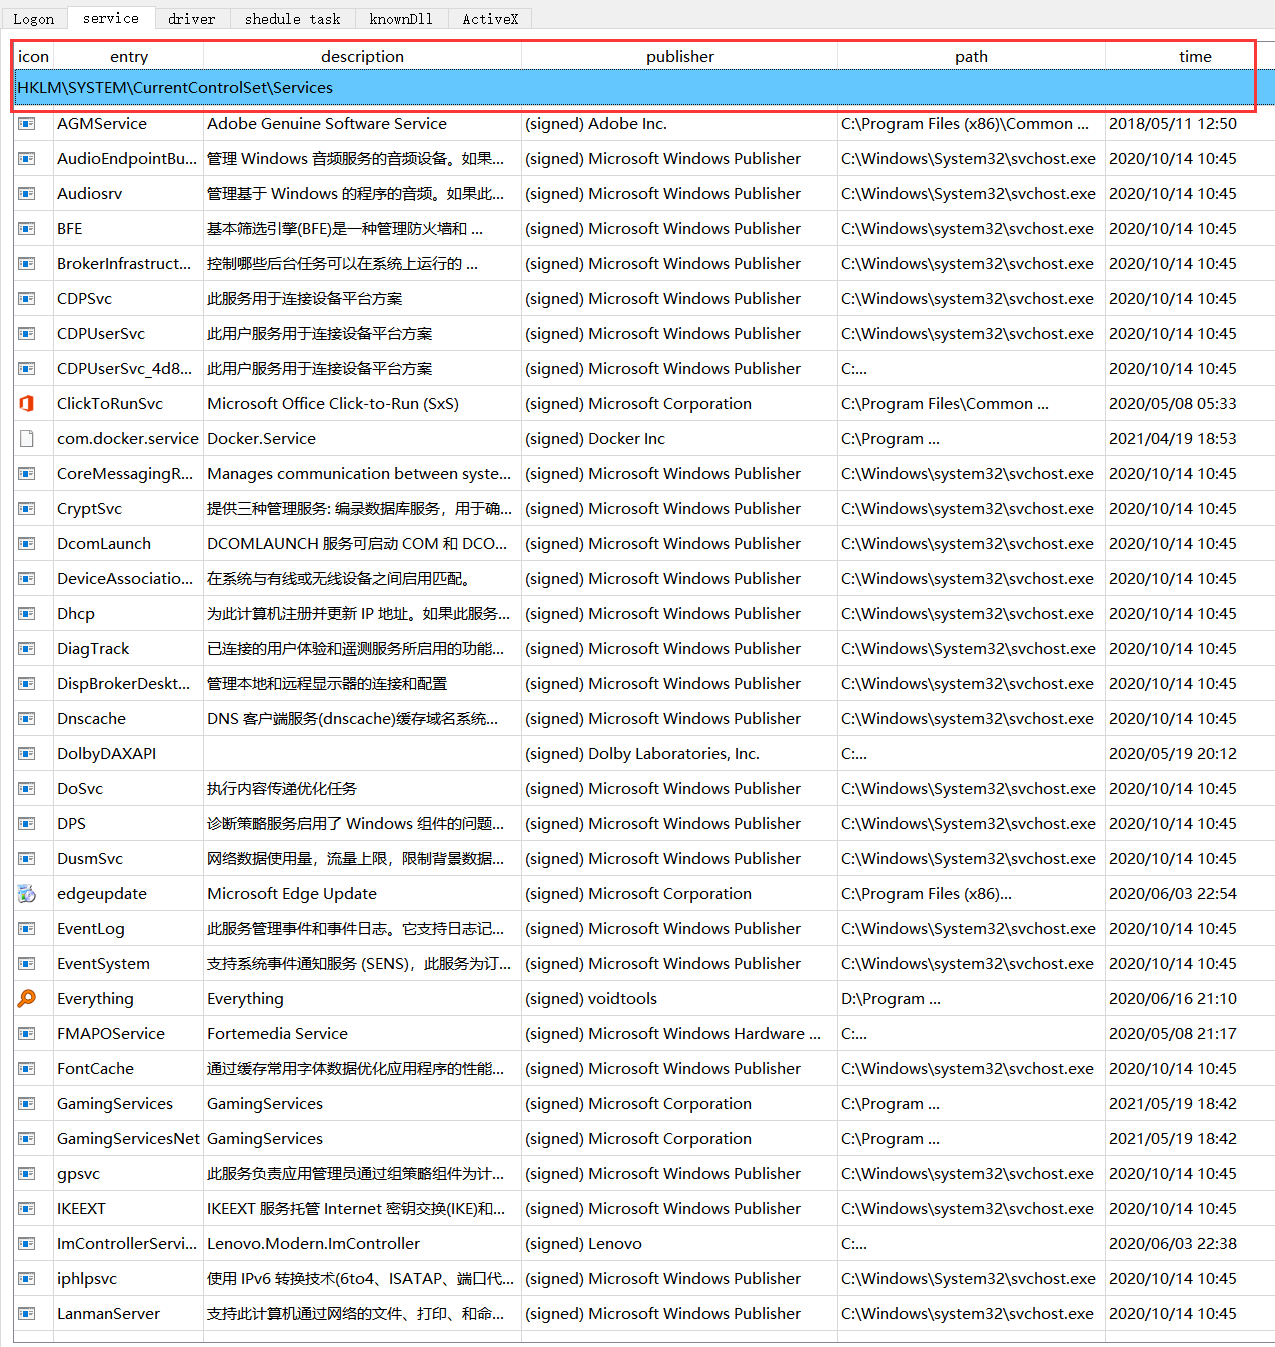 Logon service driver shedule task knownDll ActiveX
icon entry description publisher path time
HKLM\SYSTEM\CurrentControlSet\Services
AGMService Adobe Genuine Software Service (signed) Adobe Inc. C:\Program Files (x86)\Common ... 2018/05/11 12:50
AudioEndpointBu... 管理 Windows 音频服务的音频设备。如果... (signed) Microsoft Windows Publisher C:\Windows\System32\svchost.exe 2020/10/14 10:45
Audiosrv 管理基于 Windows 的程序的音频。如果此... (signed) Microsoft Windows Publisher C:\Windows\System32\svchost.exe 2020/10/14 10:45
BFE 基本筛选引擎(BFE)是一种管理防火墙和 ... (signed) Microsoft Windows Publisher C:\Windows\system32\svchost.exe 2020/10/14 10:45
BrokerInfrastruct... 控制哪些后台任务可以在系统上运行的 ... (signed) Microsoft Windows Publisher C:\Windows\system32\svchost.exe 2020/10/14 10:45
CDPSvc 此服务用于连接设备平台方案 (signed) Microsoft Windows Publisher C:\Windows\system32\svchost.exe 2020/10/14 10:45
CDPUserSvc 此用户服务用于连接设备平台方案 (signed) Microsoft Windows Publisher C:\Windows\system32\svchost.exe 2020/10/14 10:45
CDPUserSvc_4d8... 此用户服务用于连接设备平台方案 (signed) Microsoft Windows Publisher C:... 2020/10/14 10:45
ClickToRunSvc Microsoft Office Click-to-Run (SxS) (signed) Microsoft Corporation C:\Program Files\Common ... 2020/05/08 05:33
com.docker.service Docker.Service (signed) Docker Inc C:\Program ... 2021/04/19 18:53
CoreMessagingR... Manages communication between syste... (signed) Microsoft Windows Publisher C:\Windows\system32\svchost.exe 2020/10/14 10:45
CryptSvc 提供三种管理服务: 编录数据库服务，用于确... (signed) Microsoft Windows Publisher C:\Windows\system32\svchost.exe 2020/10/14 10:45
DcomLaunch DCOMLAUNCH 服务可启动 COM 和 DCO... (signed) Microsoft Windows Publisher C:\Windows\system32\svchost.exe 2020/10/14 10:45
DeviceAssociatio... 在系统与有线或无线设备之间启用匹配。 (signed) Microsoft Windows Publisher C:\Windows\system32\svchost.exe 2020/10/14 10:45
Dhcp 为此计算机注册并更新 IP 地址。如果此服务... (signed) Microsoft Windows Publisher C:\Windows\system32\svchost.exe 2020/10/14 10:45
DiagTrack 已连接的用户体验和遥测服务所启用的功能... (signed) Microsoft Windows Publisher C:\Windows\System32\svchost.exe 2020/10/14 10:45
DispBrokerDeskt... 管理本地和远程显示器的连接和配置 (signed) Microsoft Windows Publisher C:\Windows\system32\svchost.exe 2020/10/14 10:45
Dnscache DNS 客户端服务(dnscache)缓存域名系统... (signed) Microsoft Windows Publisher C:\Windows\system32\svchost.exe 2020/10/14 10:45
DolbyDAXAPI (signed) Dolby Laboratories, Inc. C:... 2020/05/19 20:12
DoSvc 执行内容传递优化任务 (signed) Microsoft Windows Publisher C:\Windows\System32\svchost.exe 2020/10/14 10:45
DPS 诊断策略服务启用了 Windows 组件的问题... (signed) Microsoft Windows Publisher C:\Windows\System32\svchost.exe 2020/10/14 10:45
DusmSvc 网络数据使用量，流量上限，限制背景数据... (signed) Microsoft Windows Publisher C:\Windows\System32\svchost.exe 2020/10/14 10:45
edgeupdate Microsoft Edge Update (signed) Microsoft Corporation C:\Program Files (x86)... 2020/06/03 22:54
EventLog 此服务管理事件和事件日志。它支持日志记... (signed) Microsoft Windows Publisher C:\Windows\System32\svchost.exe 2020/10/14 10:45
EventSystem 支持系统事件通知服务 (SENS)，此服务为订... (signed) Microsoft Windows Publisher C:\Windows\system32\svchost.exe 2020/10/14 10:45
Everything Everything (signed) voidtools D:\Program ... 2020/06/16 21:10
FMAPOService Fortemedia Service (signed) Microsoft Windows Hardware ... C:... 2020/05/08 21:17
FontCache 通过缓存常用字体数据优化应用程序的性能... (signed) Microsoft Windows Publisher C:\Windows\system32\svchost.exe 2020/10/14 10:45
GamingServices GamingServices (signed) Microsoft Corporation C:\Program ... 2021/05/19 18:42
GamingServicesNet GamingServices (signed) Microsoft Corporation C:\Program ... 2021/05/19 18:42
gpsvc 此服务负责应用管理员通过组策略组件为计... (signed) Microsoft Windows Publisher C:\Windows\system32\svchost.exe 2020/10/14 10:45
IKEEXT IKEEXT 服务托管 Internet 密钥交换(IKE)和... (signed) Microsoft Windows Publisher C:\Windows\system32\svchost.exe 2020/10/14 10:45
ImControllerServi... Lenovo.Modern.ImController (signed) Lenovo C:... 2020/06/03 22:38
iphlpsvc 使用 IPv6 转换技术(6to4、ISATAP、端口代... (signed) Microsoft Windows Publisher C:\Windows\System32\svchost.exe 2020/10/14 10:45
LanmanServer 支持此计算机通过网络的文件、打印、和命... (signed) Microsoft Windows Publisher C:\Windows\system32\svchost.exe 2020/10/14 10:45